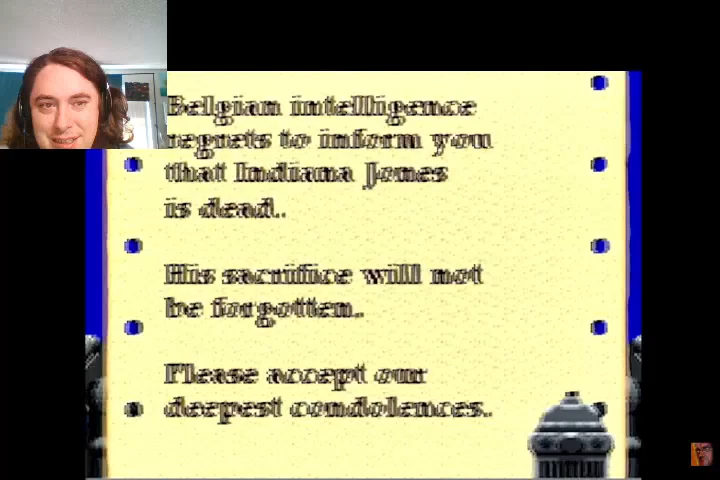 Belgian intelligence
regrets to inform you
that Indiana Jones
is dead.
His sacrifice will not
be forgotten.
Please accept our
deepest condolences.